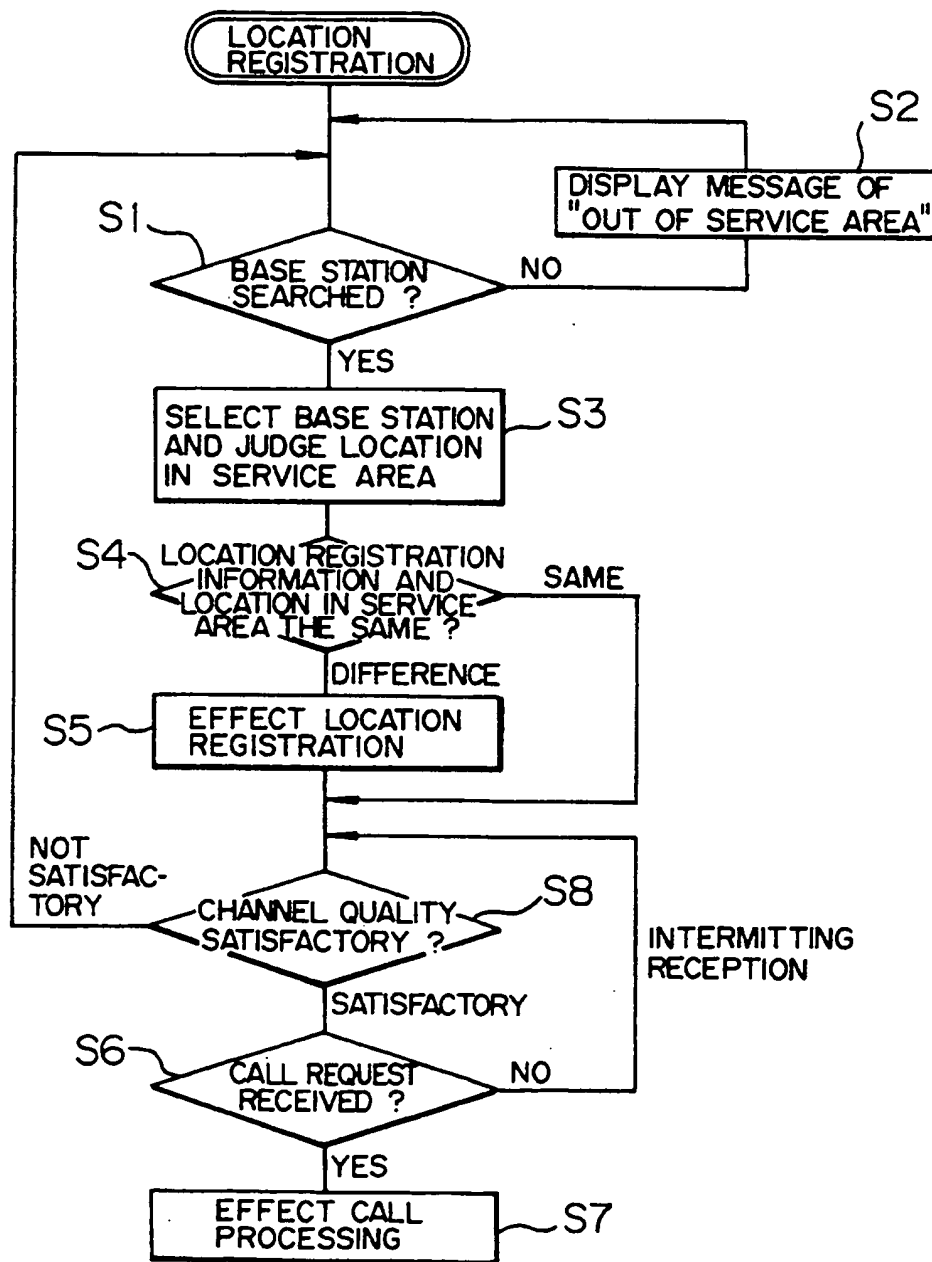 LOCATION
REGISTRATION
S2
DISPLAY MESSAGE OF
"OUT OF SERVICE AREA"
S1
BASE STATION
SEARCHED ?
NO
YES
S3
SELECT BASE STATION
AND JUDGE LOCATION
IN SERVICE AREA
S4
LOCATION REGISTRATION
INFORMATION AND
LOCATION IN SERVICE
AREA THE SAME ?
SAME
DIFFERENCE
S5
EFFECT LOCATION
REGISTRATION
NOT
SATISFAC-
TORY
S8
CHANNEL QUALITY
SATISFACTORY ?
INTERMITTING
RECEPTION
SATISFACTORY
S6
CALL REQUEST
RECEIVED ?
NO
YES
S7
EFFECT CALL
PROCESSING